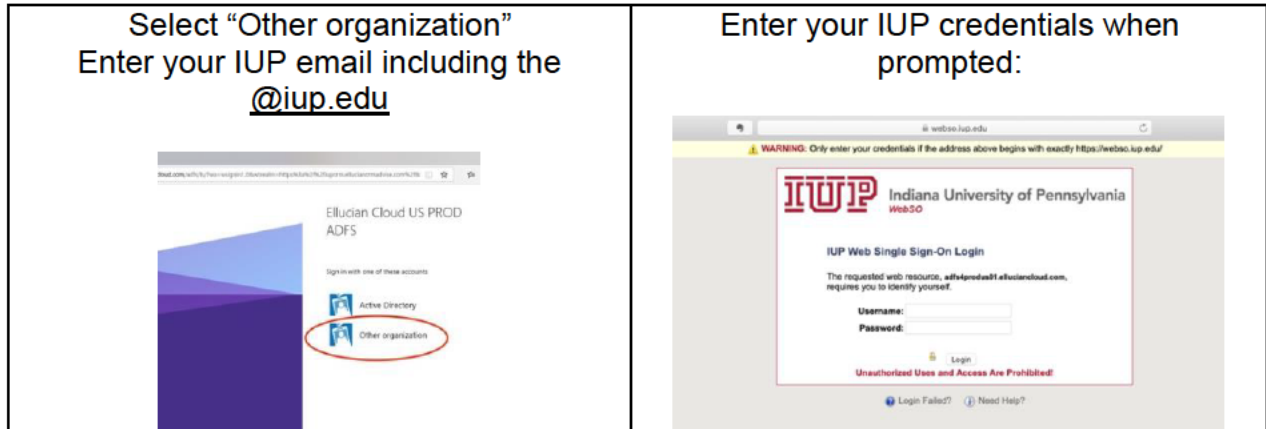 Select “Other organization”
Enter your IUP email including the
@iup.edu
Ellucian Cloud US PROD
ADFS
Sign in with one of these accounts
Active Directory
Other organization
Enter your IUP credentials when
prompted:
webso.iup.edu
WARNING: Only enter your credentials if the address above begins with exactly https://webso.iup.edu/
IUP Indiana University of Pennsylvania
WebSO
IUP Web Single Sign-On Login
The requested web resource, adfs4produs01.elluciancloud.com,
requires you to identify yourself.
Username:
Password:
Login
Unauthorized Uses and Access Are Prohibited!
Login Failed? Need Help?